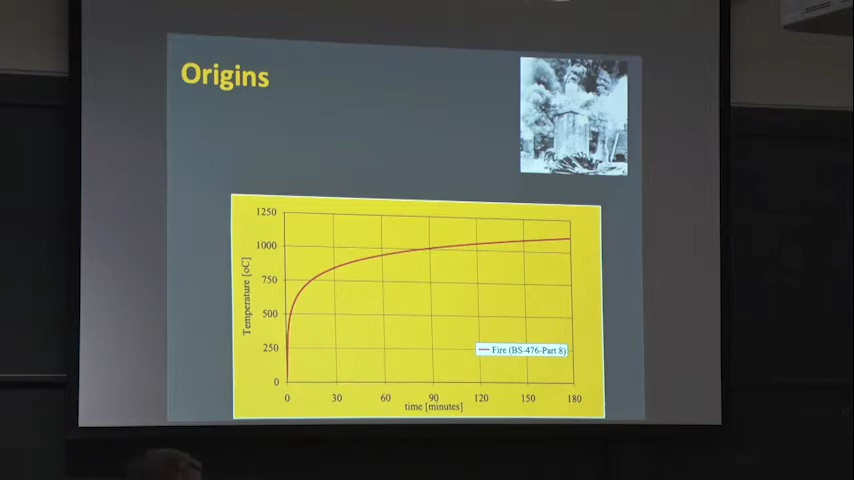 Origins
1250
1000
750
500
250
0
Temperature [oC]
Fire (BS-476-Part 8)
0 30 60 90 120 150 180
time [minutes]